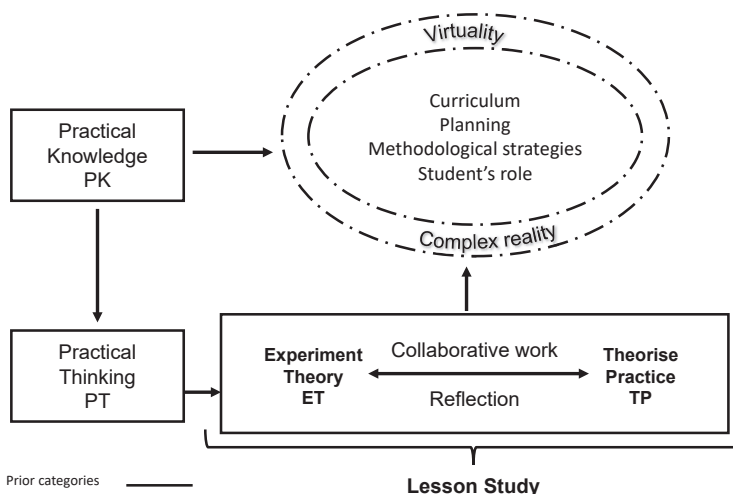 Virtuality
Curriculum
Planning
Methodological strategies
Student's role
Complex reality
Practical
Knowledge
PK
Practical
Thinking
PT
Experiment
Theory
ET
Collaborative work
Reflection
Theorise
Practice
TP
Prior categories
Lesson Study